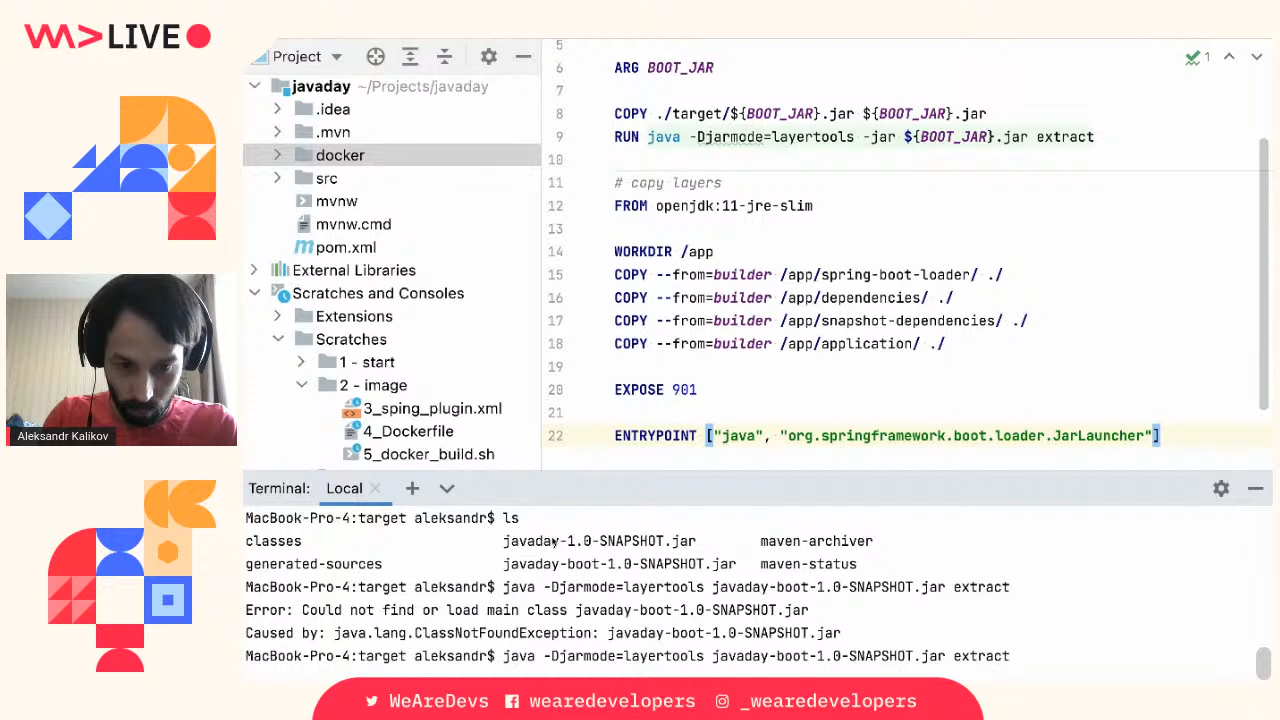 WA>LIVE
Project
javaday ~/Projects/javaday
.idea
.mvn
docker
src
mvnw
mvnw.cmd
pom.xml
External Libraries
Scratches and Consoles
Extensions
Scratches
1 - start
2 - image
3_sping_plugin.xml
4_Dockerfile
5_docker_build.sh
1
5
6 ARG BOOT_JAR
7
8 COPY ./target/${BOOT_JAR}.jar ${BOOT_JAR}.jar
9 RUN java -Djarmode=layertools -jar ${BOOT_JAR}.jar extract
10
11 # copy layers
12 FROM openjdk:11-jre-slim
13
14 WORKDIR /app
15 COPY --from=builder /app/spring-boot-loader/ ./
16 COPY --from=builder /app/dependencies/ ./
17 COPY --from=builder /app/snapshot-dependencies/ ./
18 COPY --from=builder /app/application/ ./
19
20 EXPOSE 901
21
22 ENTRYPOINT ["java", "org.springframework.boot.loader.JarLauncher"]
Aleksandr Kalikov
Terminal: Local
MacBook-Pro-4:target aleksandr$ ls
classes javaday-1.0-SNAPSHOT.jar maven-archiver
generated-sources javaday-boot-1.0-SNAPSHOT.jar maven-status
MacBook-Pro-4:target aleksandr$ java -Djarmode=layertools javaday-boot-1.0-SNAPSHOT.jar extract
Error: Could not find or load main class javaday-boot-1.0-SNAPSHOT.jar
Caused by: java.lang.ClassNotFoundException: javaday-boot-1.0-SNAPSHOT.jar
MacBook-Pro-4:target aleksandr$ java -Djarmode=layertools javaday-boot-1.0-SNAPSHOT.jar extract
WeAreDevs wearedevelopers _wearedevelopers